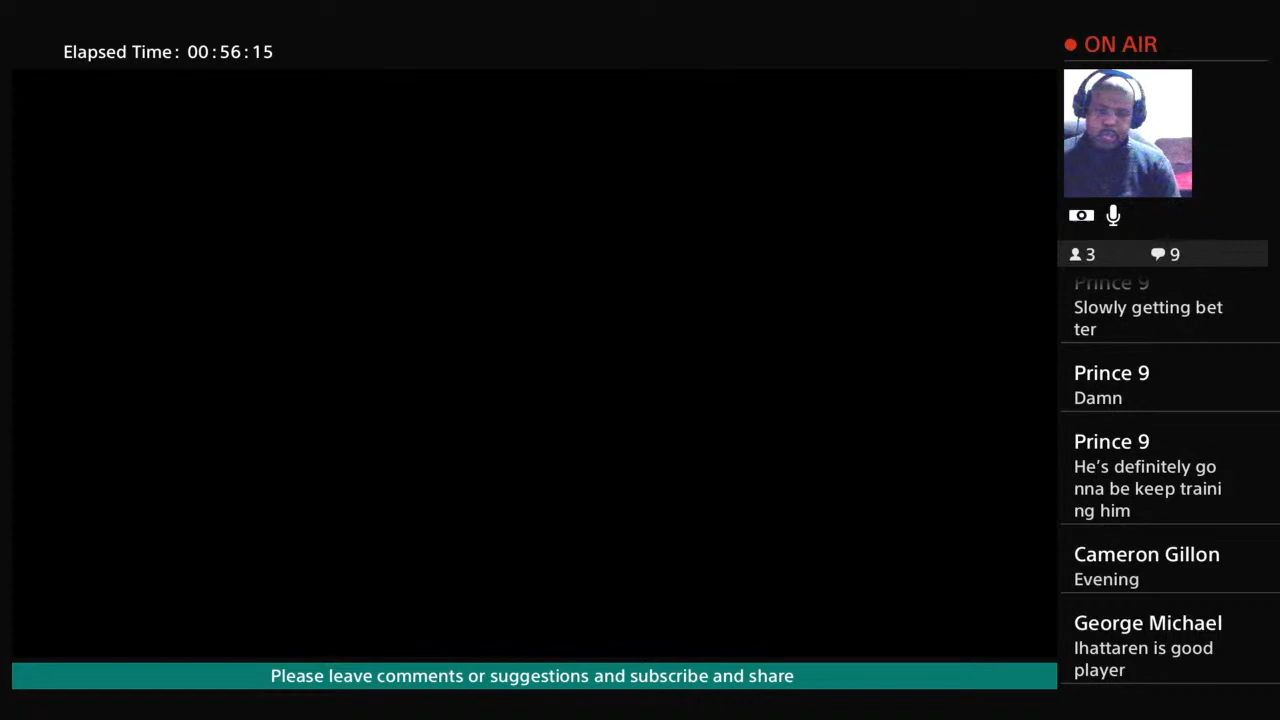 Elapsed Time: 00:56:15
ON AIR
3 9
Prince 9
Slowly getting bet
ter
Prince 9
Damn
Prince 9
He's definitely go
nna be keep traini
ng him
Cameron Gillon
Evening
George Michael
Ihattaren is good
player
Please leave comments or suggestions and subscribe and share